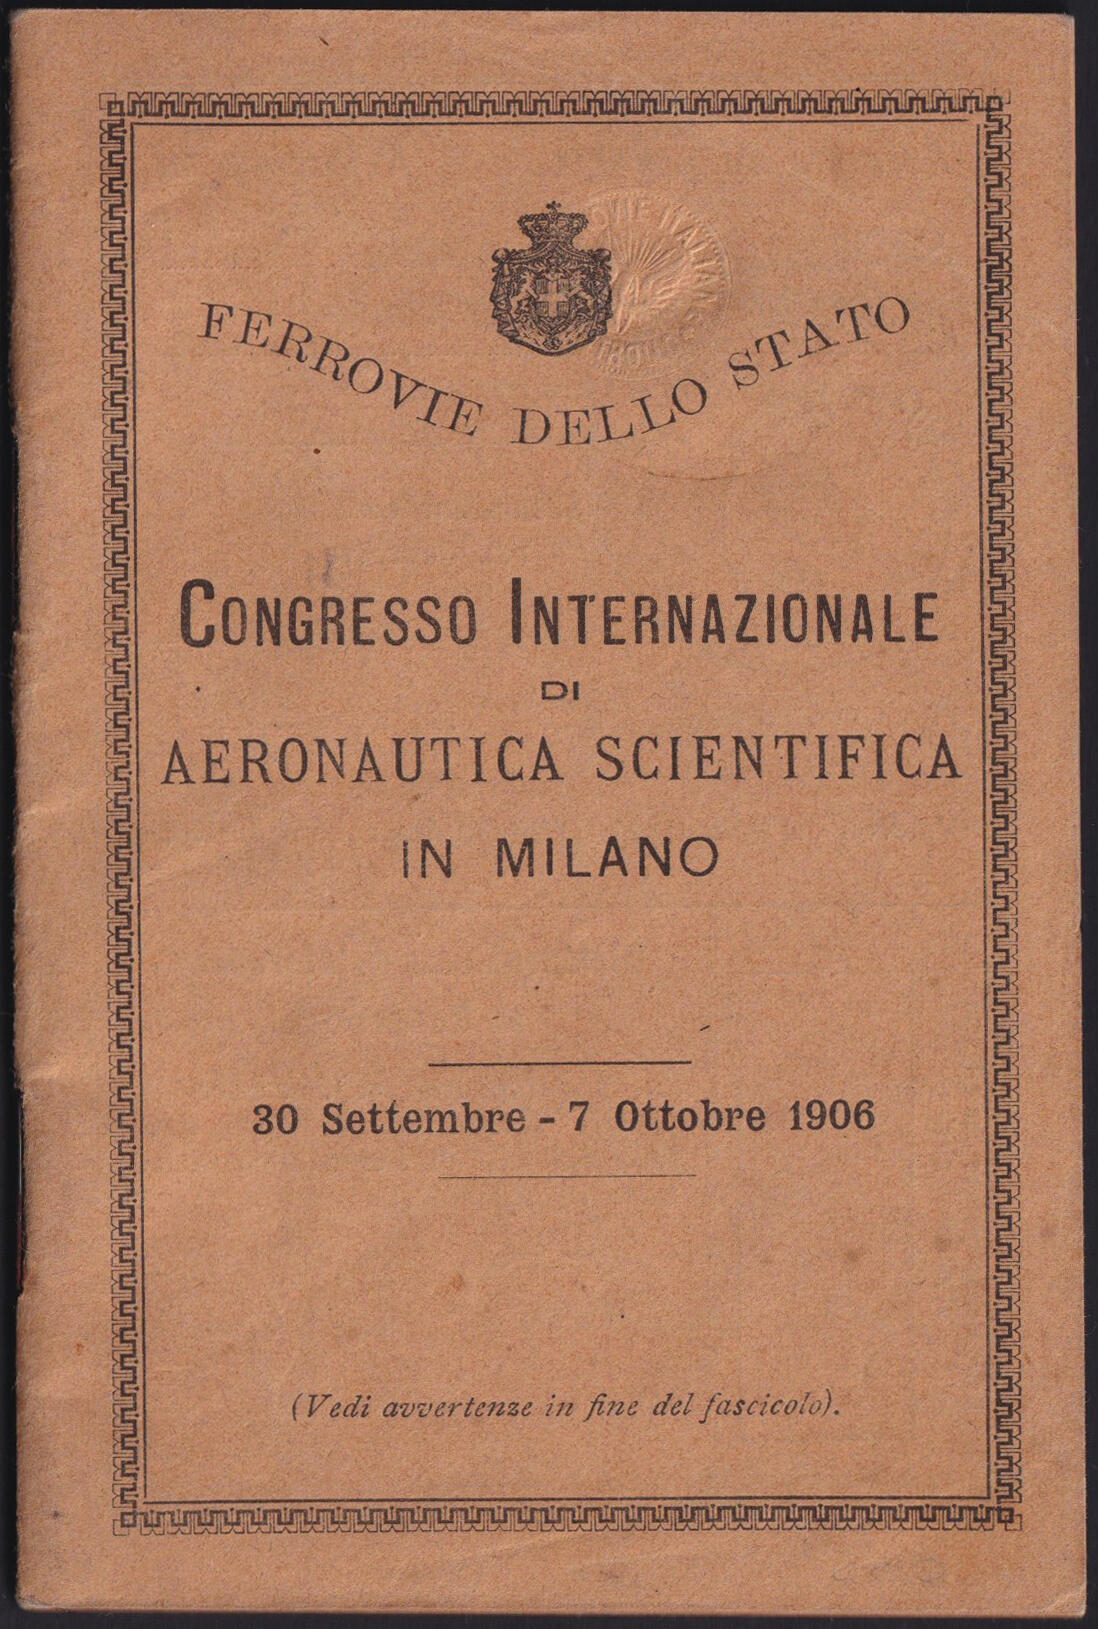 FERROVIE DELLO STATO
CONGRESSO INTERNAZIONALE
DI
AERONAUTICA SCIENTIFICA
IN MILANO
30 Settembre - 7 Ottobre 1906
(Vedi avvertenze in fine del fascicolo).